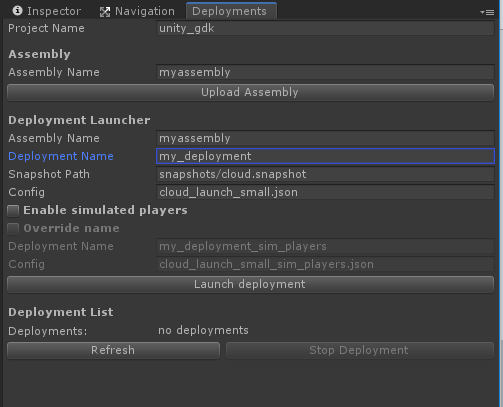 Inspector Navigation Deployments
Project Name unity_gdk
Assembly
Assembly Name myassembly
Upload Assembly
Deployment Launcher
Assembly Name myassembly
Deployment Name my_deployment
Snapshot Path snapshots/cloud.snapshot
Config cloud_launch_small.json
Enable simulated players
Override name
Deployment Name my_deployment_sim_players
Config cloud_launch_small_sim_players.json
Launch deployment
Deployment List
Deployments: no deployments
Refresh Stop Deployment